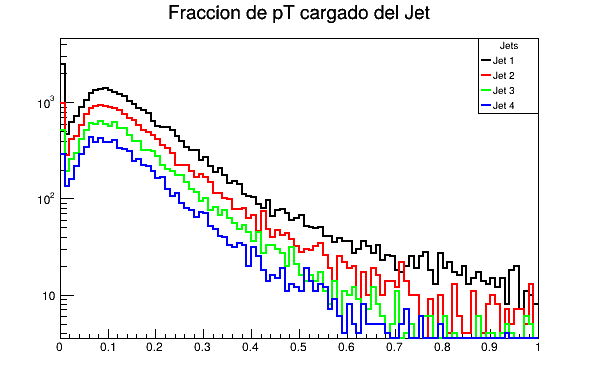 Fraccion de pT cargado del Jet
Jets
Jet 1
Jet 2
Jet 3
Jet 4
10³
10²
10
0 0.1 0.2 0.3 0.4 0.5 0.6 0.7 0.8 0.9 1